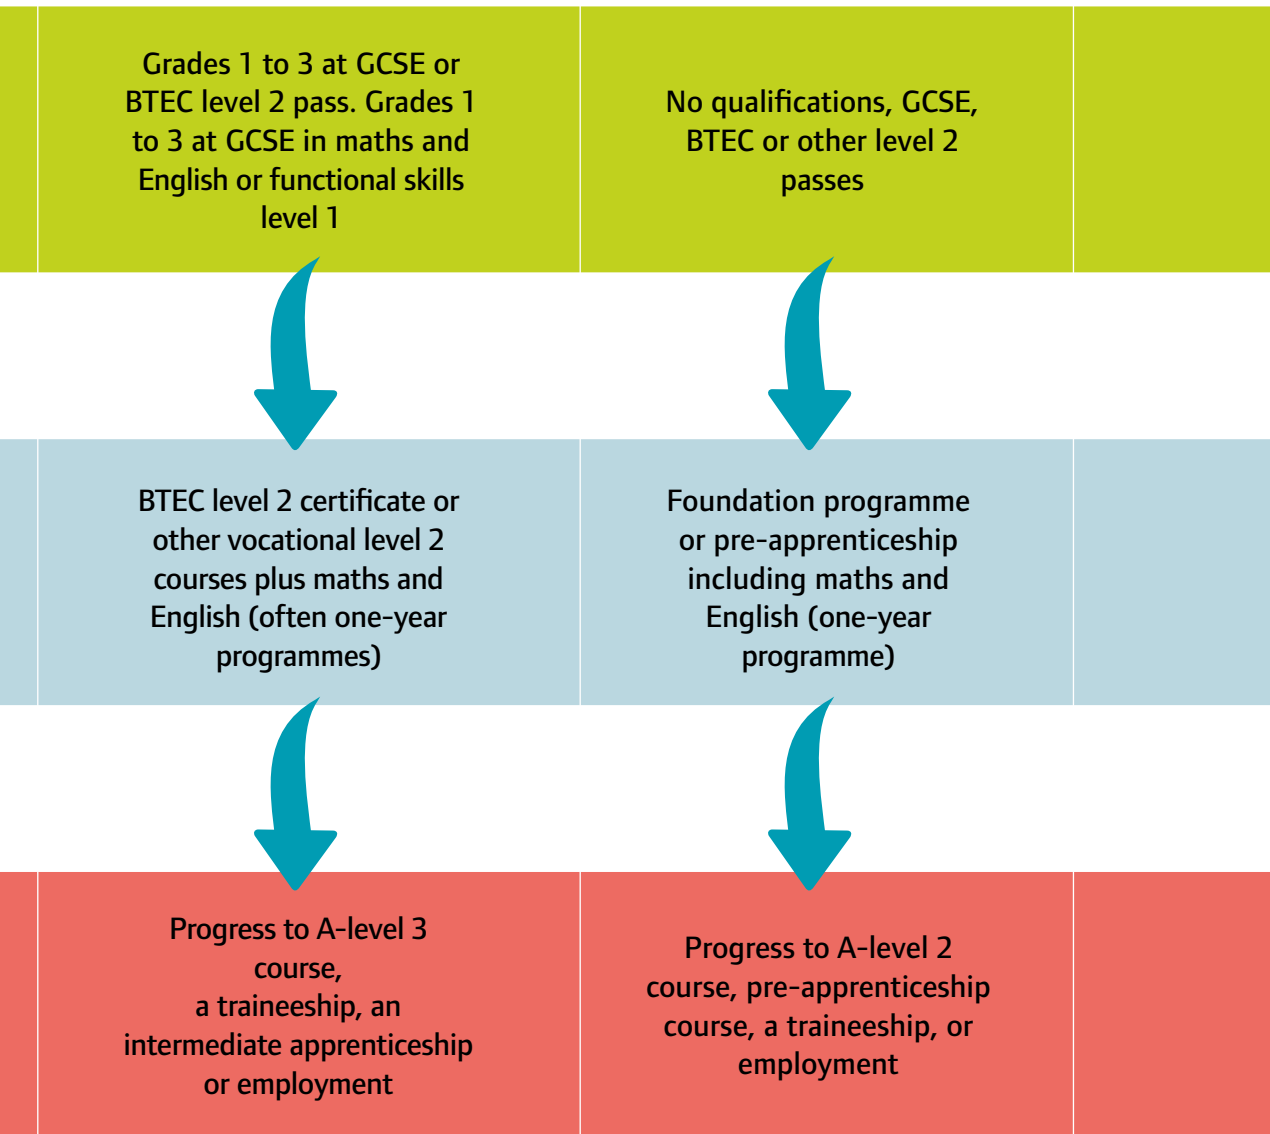 Grades 1 to 3 at GCSE or
BTEC level 2 pass. Grades 1
to 3 at GCSE in maths and
English or functional skills
level 1
No qualifications, GCSE,
BTEC or other level 2
passes
BTEC level 2 certificate or
other vocational level 2
courses plus maths and
English (often one-year
programmes)
Foundation programme
or pre-apprenticeship
including maths and
English (one-year
programme)
Progress to A-level 3
course,
a traineeship, an
intermediate apprenticeship
or employment
Progress to A-level 2
course, pre-apprenticeship
course, a traineeship, or
employment